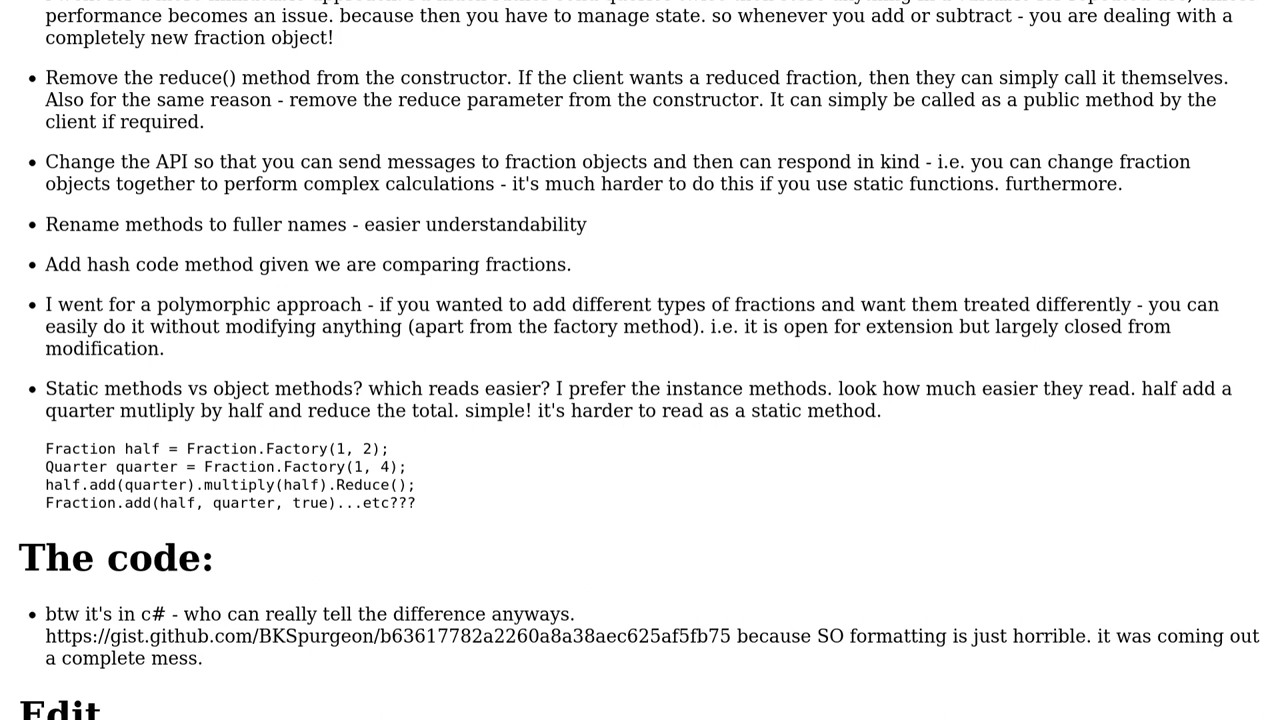 performance becomes an issue. because then you have to manage state. so whenever you add or subtract - you are dealing with a
completely new fraction object!
Remove the reduce() method from the constructor. If the client wants a reduced fraction, then they can simply call it themselves.
Also for the same reason - remove the reduce parameter from the constructor. It can simply be called as a public method by the
client if required.
Change the API so that you can send messages to fraction objects and then can respond in kind - i.e. you can change fraction
objects together to perform complex calculations - it's much harder to do this if you use static functions. furthermore.
Rename methods to fuller names - easier understandability
Add hash code method given we are comparing fractions.
I went for a polymorphic approach - if you wanted to add different types of fractions and want them treated differently - you can
easily do it without modifying anything (apart from the factory method). i.e. it is open for extension but largely closed from
modification.
Static methods vs object methods? which reads easier? I prefer the instance methods. look how much easier they read. half add a
quarter mutliply by half and reduce the total. simple! it's harder to read as a static method.
Fraction half = Fraction.Factory(1, 2);
Quarter quarter = Fraction.Factory(1, 4);
half.add(quarter).multiply(half).Reduce();
Fraction.add(half, quarter, true)...etc???
The code:
btw it's in c# - who can really tell the difference anyways.
https://gist.github.com/BKSpurgeon/b63617782a2260a8a38aec625af5fb75 because SO formatting is just horrible. it was coming out
a complete mess.
Edit